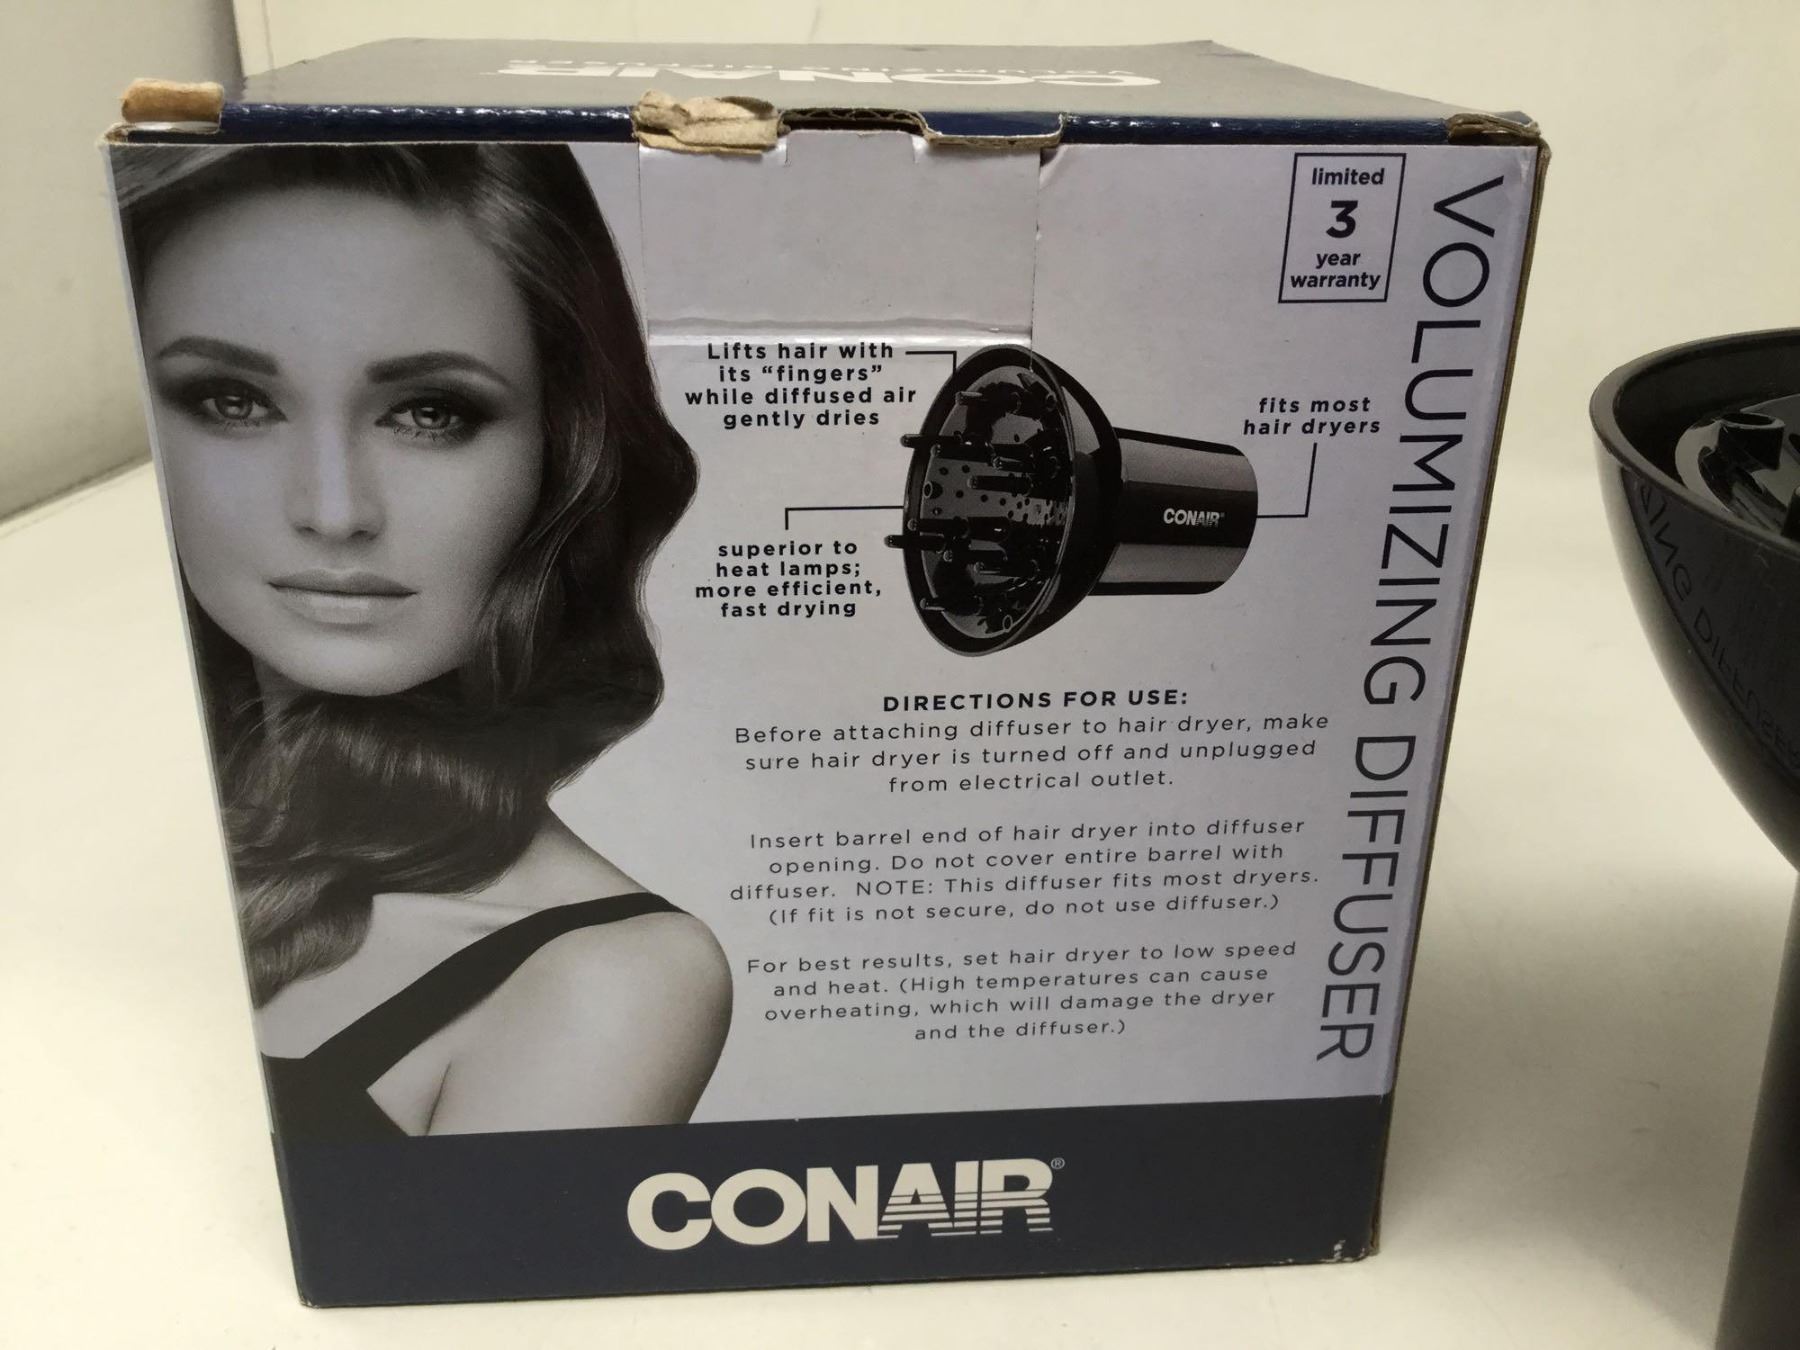 CONAIR
VOLUMIZING DIFFUSER
limited
3
year
warranty
VOLUMIZING DIFFUSER
Lifts hair with
its “fingers”
while diffused air
gently dries
fits most
hair dryers
CONAIR®
superior to
heat lamps;
more efficient,
fast drying
DIRECTIONS FOR USE:
Before attaching diffuser to hair dryer, make
sure hair dryer is turned off and unplugged
from electrical outlet.
Insert barrel end of hair dryer into diffuser
opening. Do not cover entire barrel with
diffuser. NOTE: This diffuser fits most dryers.
(If fit is not secure, do not use diffuser.)
For best results, set hair dryer to low speed
and heat. (High temperatures can cause
overheating, which will damage the dryer
and the diffuser.)
CONAIR®